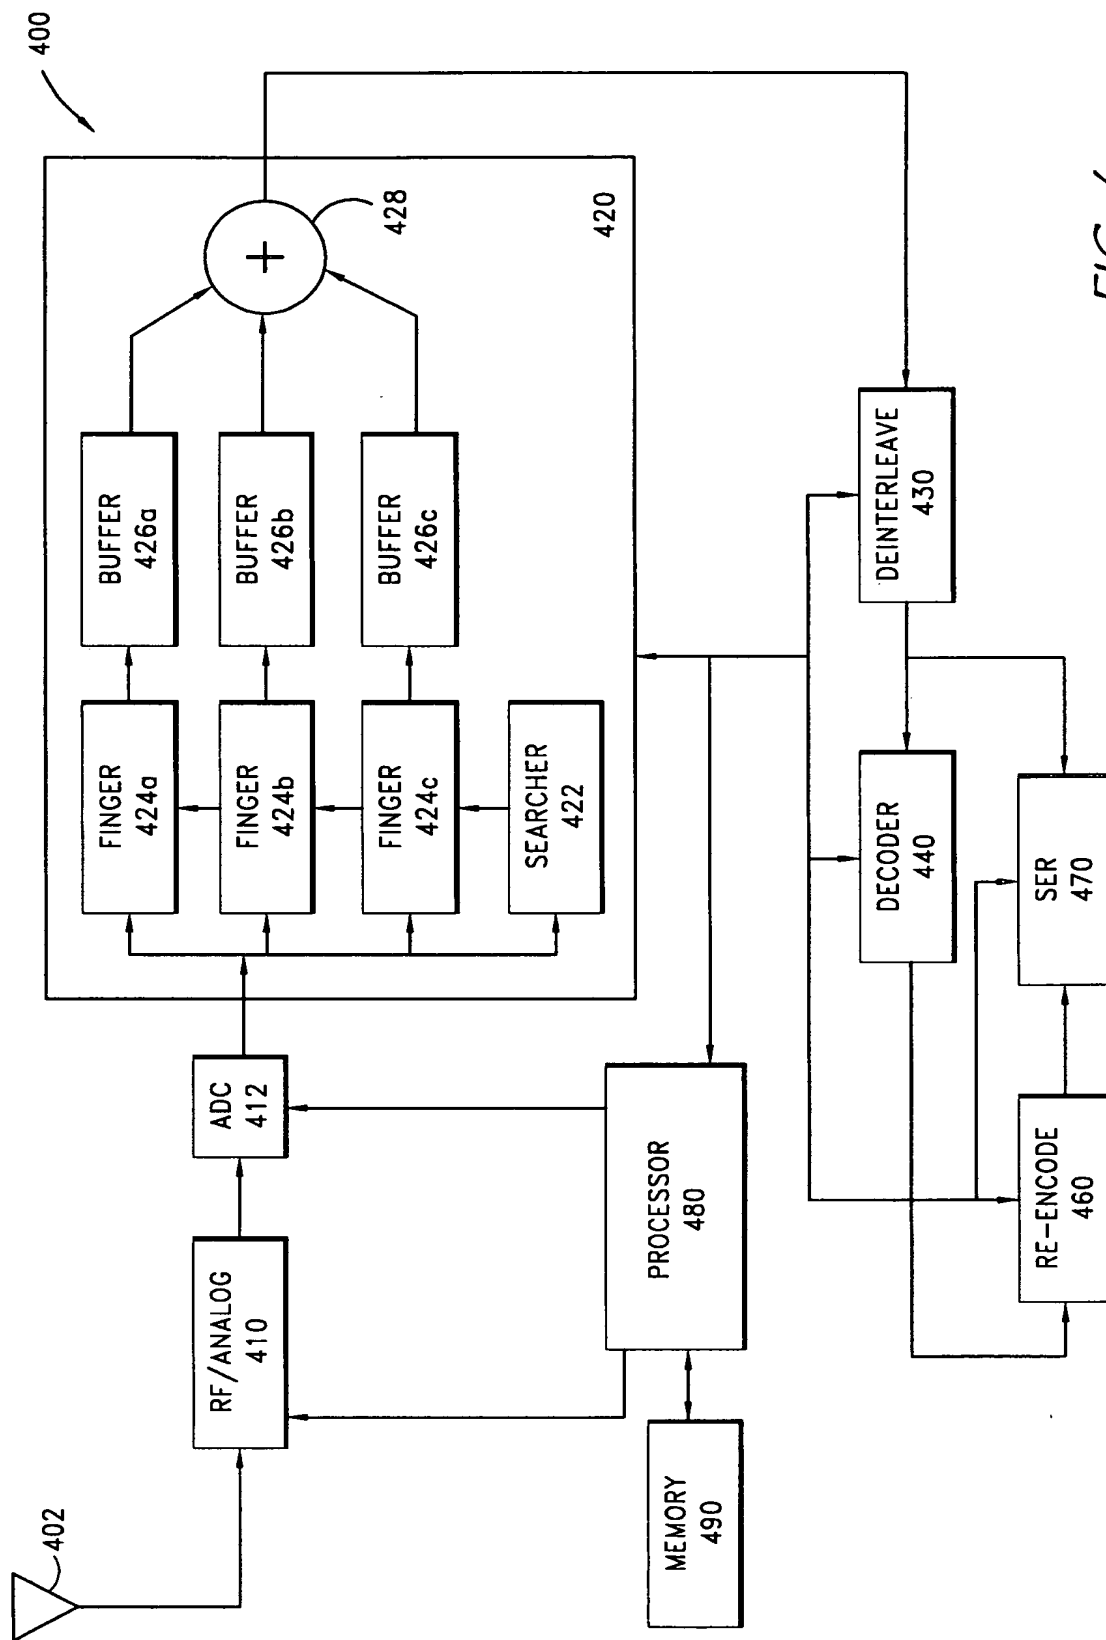 400
402
RF/ANALOG
410
ADC
412
FINGER
424a
FINGER
424b
FINGER
424c
SEARCHER
422
BUFFER
426a
BUFFER
426b
BUFFER
426c
+
428
420
MEMORY
490
PROCESSOR
480
DEINTERLEAVE
430
DECODER
440
RE-ENCODE
460
SER
470